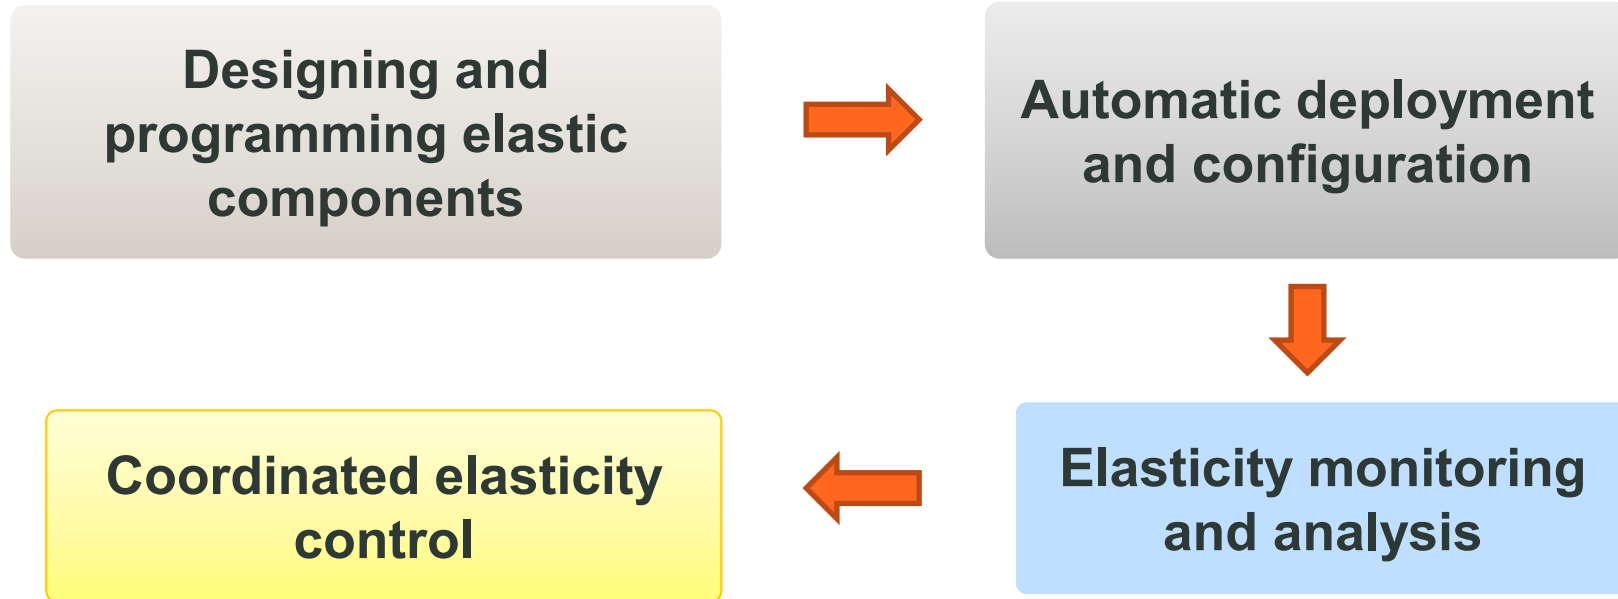 Designing and
programming elastic
components
Automatic deployment
and configuration
Elasticity monitoring
and analysis
Coordinated elasticity
control